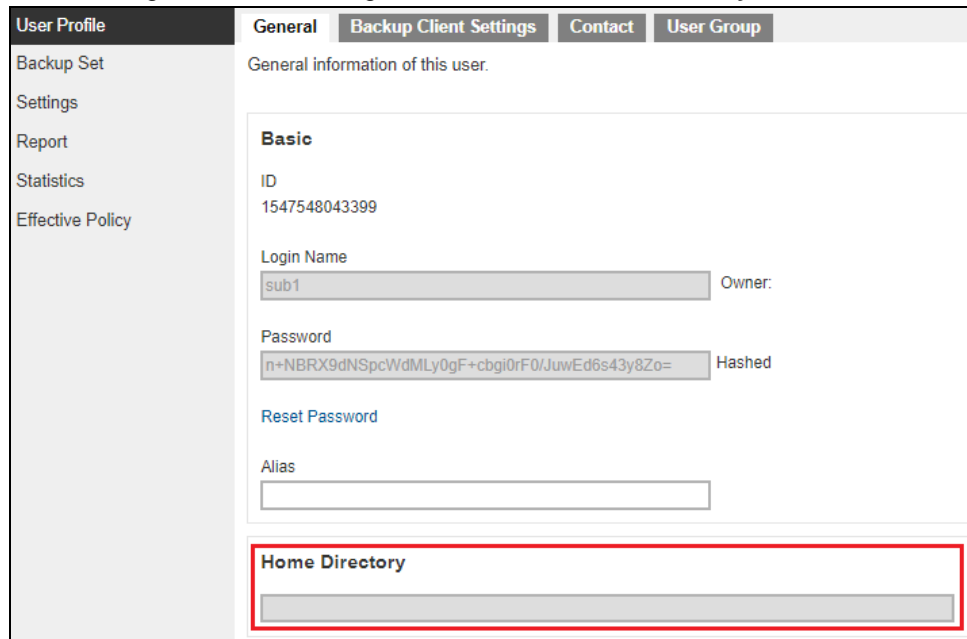 User Profile
Backup Set
Settings
Report
Statistics
Effective Policy
General Backup Client Settings Contact User Group
General information of this user.
Basic
ID
1547548043399
Login Name
sub1 Owner:
Password
n+NBRX9dNSpcWdMLy0gF+cbgi0rF0/JuwEd6s43y8Zo= Hashed
Reset Password
Alias
Home Directory